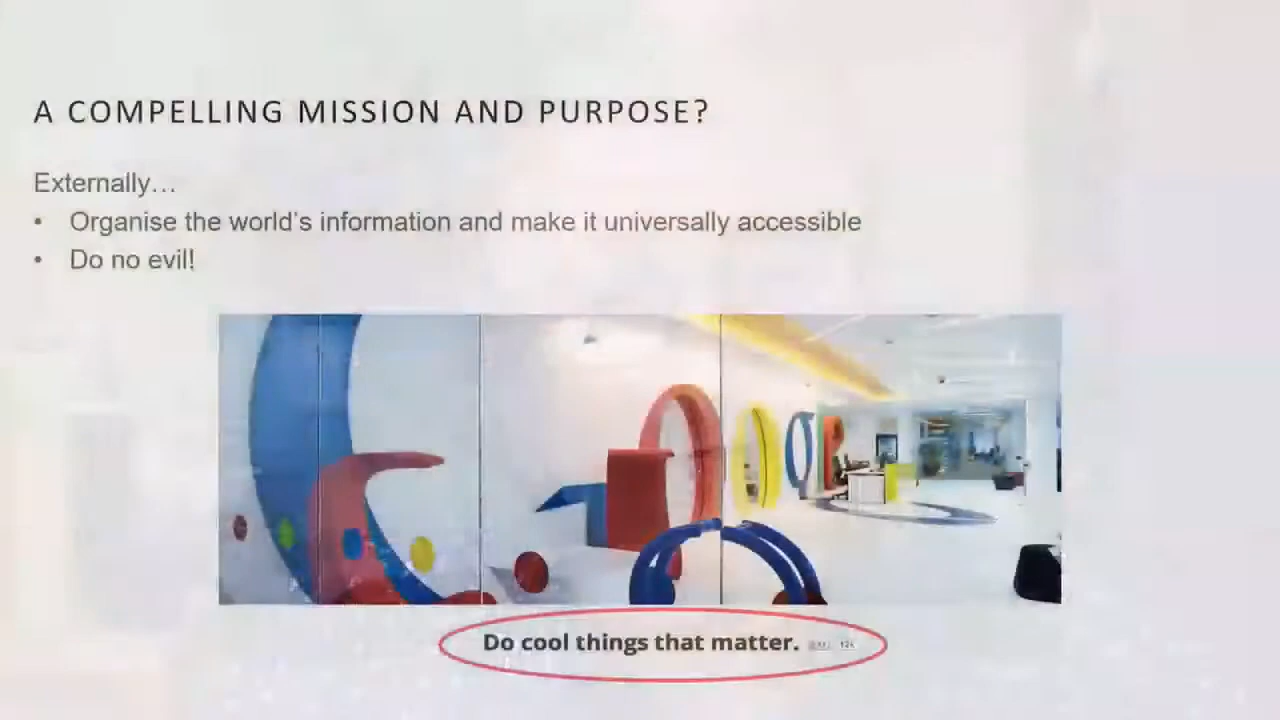 A COMPELLING MISSION AND PURPOSE?
Externally…
• Organise the world's information and make it universally accessible
• Do no evil!
Do cool things that matter.